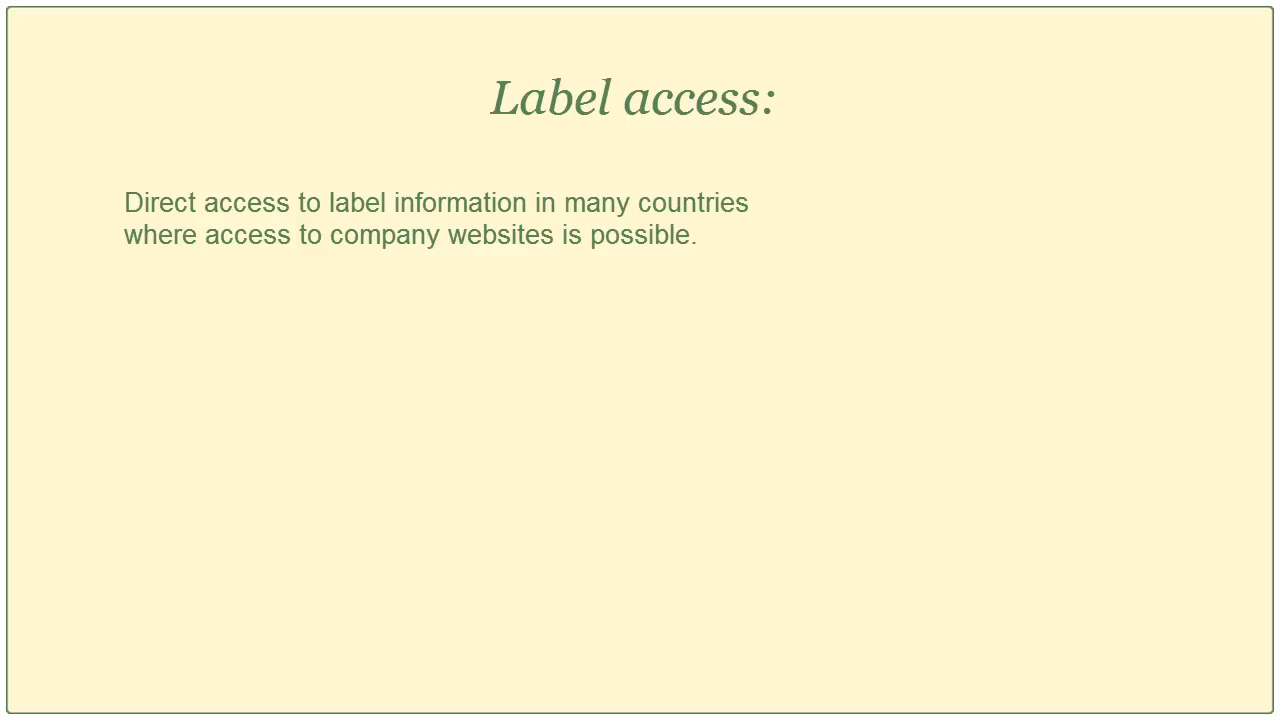 Label access:
Direct access to label information in many countries
where access to company websites is possible.